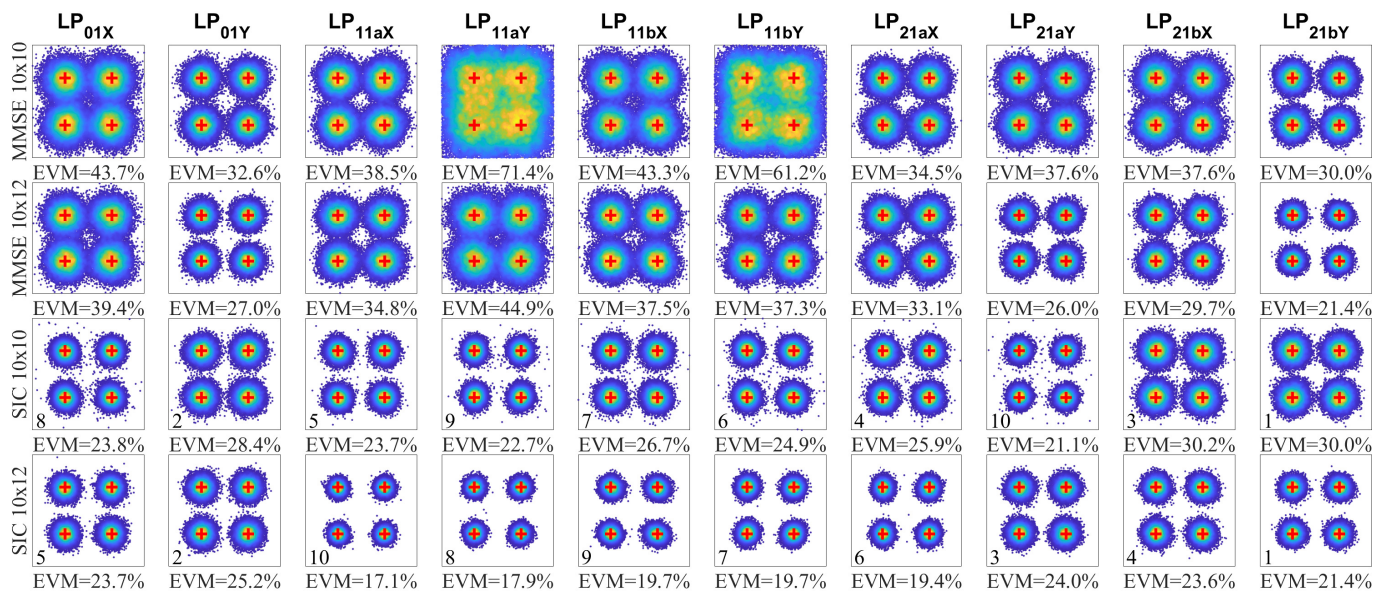 LP01X LP01Y LP11aX LP11aY LP11bX LP11bY LP21aX LP21aY LP21bX LP21bY
MMSE 10x10
EVM=43.7% EVM=32.6% EVM=38.5% EVM=71.4% EVM=43.3% EVM=61.2% EVM=34.5% EVM=37.6% EVM=37.6% EVM=30.0%
MMSE 10x12
EVM=39.4% EVM=27.0% EVM=34.8% EVM=44.9% EVM=37.5% EVM=37.3% EVM=33.1% EVM=26.0% EVM=29.7% EVM=21.4%
SIC 10x10
8 2 5 9 7 6 4 10 3 1
EVM=23.8% EVM=28.4% EVM=23.7% EVM=22.7% EVM=26.7% EVM=24.9% EVM=25.9% EVM=21.1% EVM=30.2% EVM=30.0%
SIC 10x12
5 2 10 8 9 7 6 3 4 1
EVM=23.7% EVM=25.2% EVM=17.1% EVM=17.9% EVM=19.7% EVM=19.7% EVM=19.4% EVM=24.0% EVM=23.6% EVM=21.4%